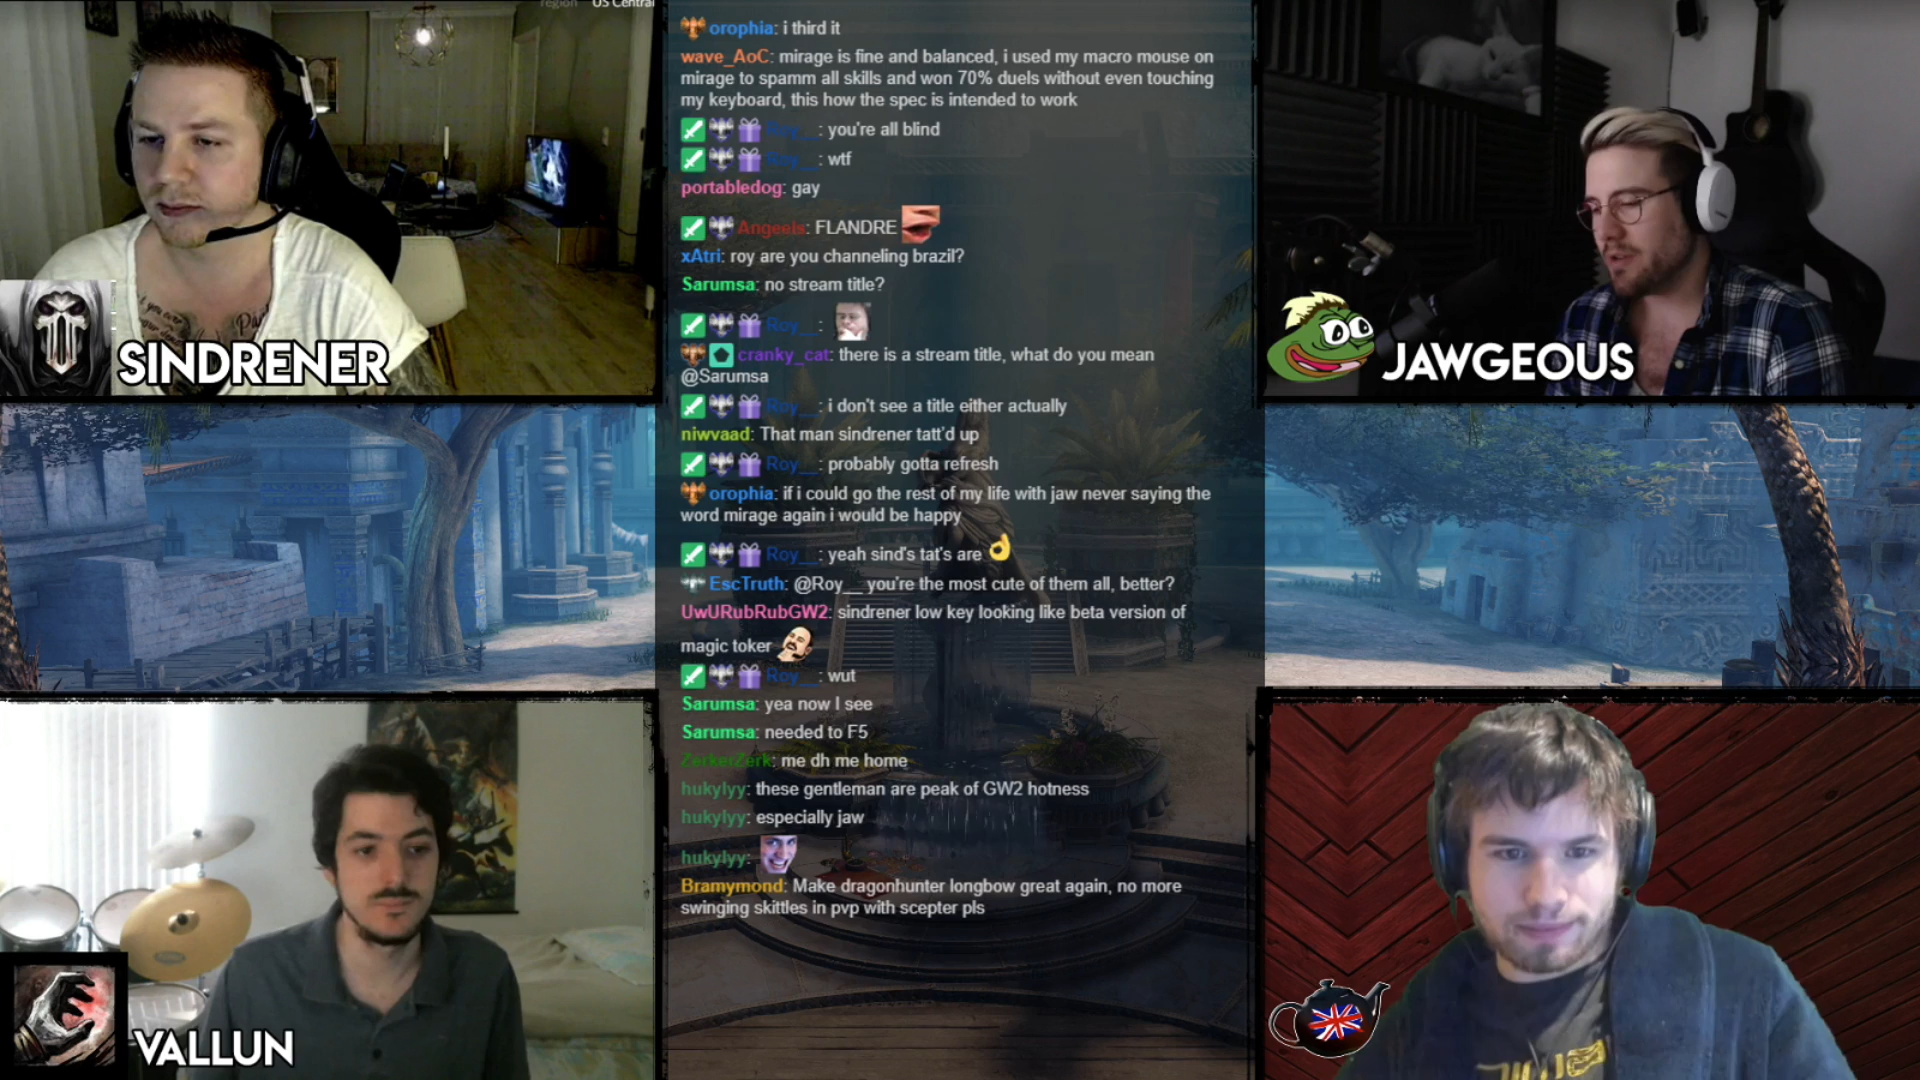 region US Central
orophia: i third it
wave_AoC: mirage is fine and balanced, i used my macro mouse on
mirage to spamm all skills and won 70% duels without even touching
my keyboard, this how the spec is intended to work
Roy__: you're all blind
Roy__: wtf
portabledog: gay
Angeels: FLANDRE
xAtri: roy are you channeling brazil?
Sarumsa: no stream title?
Roy__:
cranky_cat: there is a stream title, what do you mean
@Sarumsa
Roy__: i don't see a title either actually
niwvaad: That man sindrener tatt'd up
Roy__: probably gotta refresh
orophia: if i could go the rest of my life with jaw never saying the
word mirage again i would be happy
Roy__: yeah sind's tat's are
EscTruth: @Roy__ you're the most cute of them all, better?
UwURubRubGW2: sindrener low key looking like beta version of
magic toker
Roy__: wut
Sarumsa: yea now I see
Sarumsa: needed to F5
ZerkerZerk: me dh me home
hukylyy: these gentleman are peak of GW2 hotness
hukylyy: especially jaw
hukylyy:
Bramymond: Make dragonhunter longbow great again, no more
swinging skittles in pvp with scepter pls
SINDRENER
JAWGEOUS
VALLUN